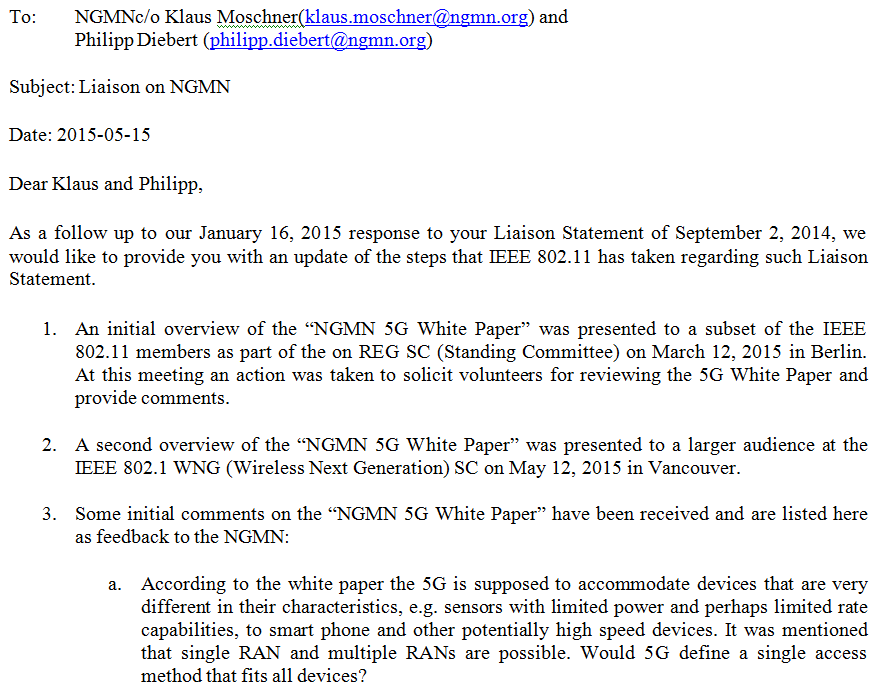 To: NGMNc/o Klaus Moschner(klaus.moschner@ngmn.org) and
Philipp Diebert (philipp.diebert@ngmn.org)
Subject: Liaison on NGMN
Date: 2015-05-15
Dear Klaus and Philipp,
As a follow up to our January 16, 2015 response to your Liaison Statement of September 2, 2014, we
would like to provide you with an update of the steps that IEEE 802.11 has taken regarding such Liaison
Statement.
1. An initial overview of the “NGMN 5G White Paper” was presented to a subset of the IEEE
802.11 members as part of the on REG SC (Standing Committee) on March 12, 2015 in Berlin.
At this meeting an action was taken to solicit volunteers for reviewing the 5G White Paper and
provide comments.
2. A second overview of the “NGMN 5G White Paper” was presented to a larger audience at the
IEEE 802.1 WNG (Wireless Next Generation) SC on May 12, 2015 in Vancouver.
3. Some initial comments on the “NGMN 5G White Paper” have been received and are listed here
as feedback to the NGMN:
a. According to the white paper the 5G is supposed to accommodate devices that are very
different in their characteristics, e.g. sensors with limited power and perhaps limited rate
capabilities, to smart phone and other potentially high speed devices. It was mentioned
that single RAN and multiple RANs are possible. Would 5G define a single access
method that fits all devices?